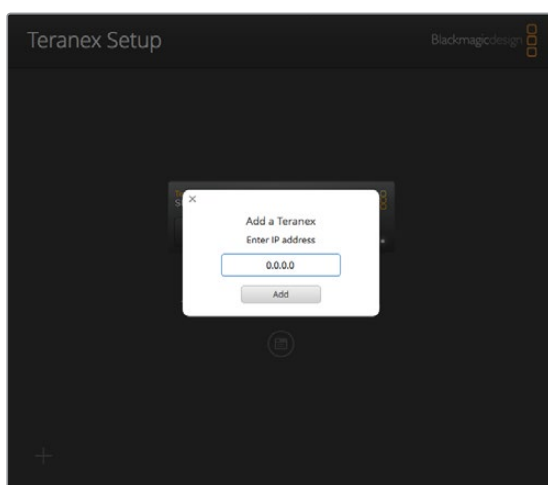 Teranex Setup
Blackmagicdesign
Add a Teranex
Enter IP address
0.0.0.0
Add